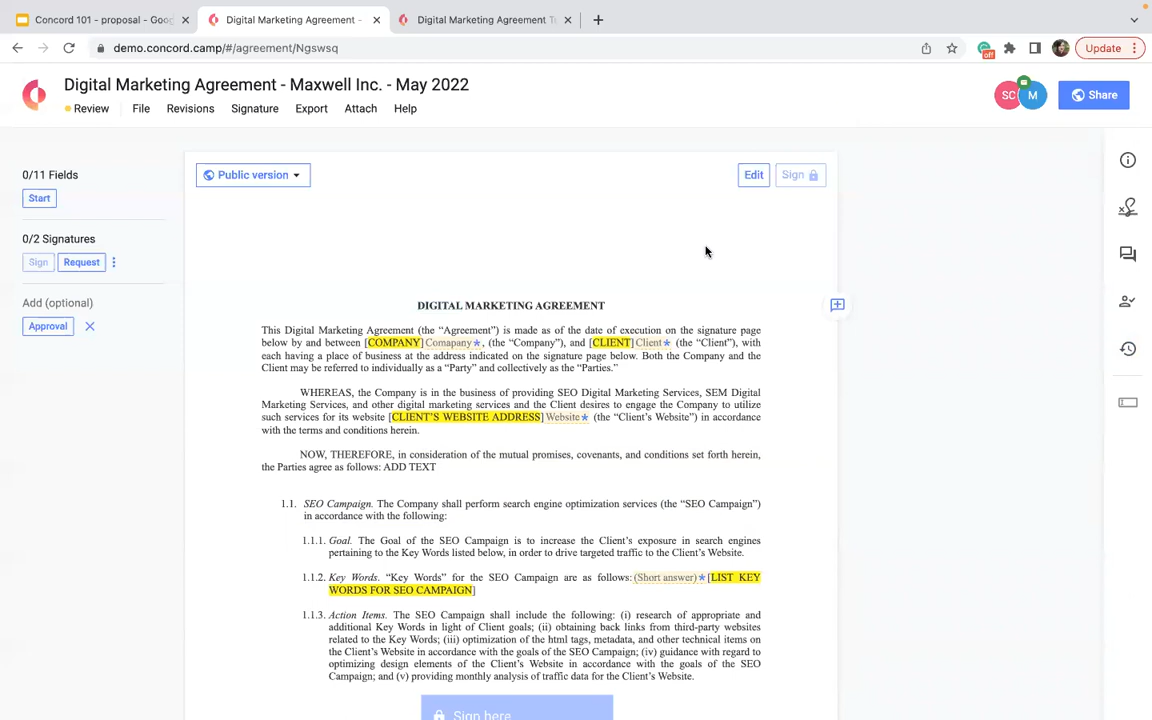 Concord 101 - proposal - Goog
Digital Marketing Agreement -
Digital Marketing Agreement T
demo.concord.camp/#/agreement/Ngswsq
off
Update
Digital Marketing Agreement - Maxwell Inc. - May 2022
Review File Revisions Signature Export Attach Help
SC M Share
0/11 Fields
Start
0/2 Signatures
Sign Request
Add (optional)
Approval
Public version
Edit Sign
DIGITAL MARKETING AGREEMENT
This Digital Marketing Agreement (the “Agreement”) is made as of the date of execution on the signature page
below by and between [COMPANY] Comapany*, (the “Company”), and [CLIENT] Client* (the “Client”), with
each having a place of business at the address indicated on the signature page below. Both the Company and the
Client may be referred to individually as a “Party” and collectively as the “Parties.”
WHEREAS, the Company is in the business of providing SEO Digital Marketing Services, SEM Digital
Marketing Services, and other digital marketing services and the Client desires to engage the Company to utilize
such services for its website [CLIENT'S WEBSITE ADDRESS] Website* (the “Client's Website”) in accordance
with the terms and conditions herein.
NOW, THEREFORE, in consideration of the mutual promises, covenants, and conditions set forth herein,
the Parties agree as follows: ADD TEXT
1.1. SEO Campaign. The Company shall perform search engine optimization services (the “SEO Campaign”)
in accordance with the following:
1.1.1. Goal. The Goal of the SEO Campaign is to increase the Client's exposure in search engines
pertaining to the Key Words listed below, in order to drive targeted traffic to the Client's Website.
1.1.2. Key Words. “Key Words” for the SEO Campaign are as follows: (Short answer)* [LIST KEY
WORDS FOR SEO CAMPAIGN]
1.1.3. Action Items. The SEO Campaign shall include the following: (i) research of appropriate and
additional Key Words in light of Client goals; (ii) obtaining back links from third-party websites
related to the Key Words; (iii) optimization of the html tags, metadata, and other technical items on
the Client's Website in accordance with the goals of the SEO Campaign; (iv) guidance with regard to
optimizing design elements of the Client's Website in accordance with the goals of the SEO
Campaign; and (v) providing monthly analysis of traffic data for the Client's Website.
Sign here